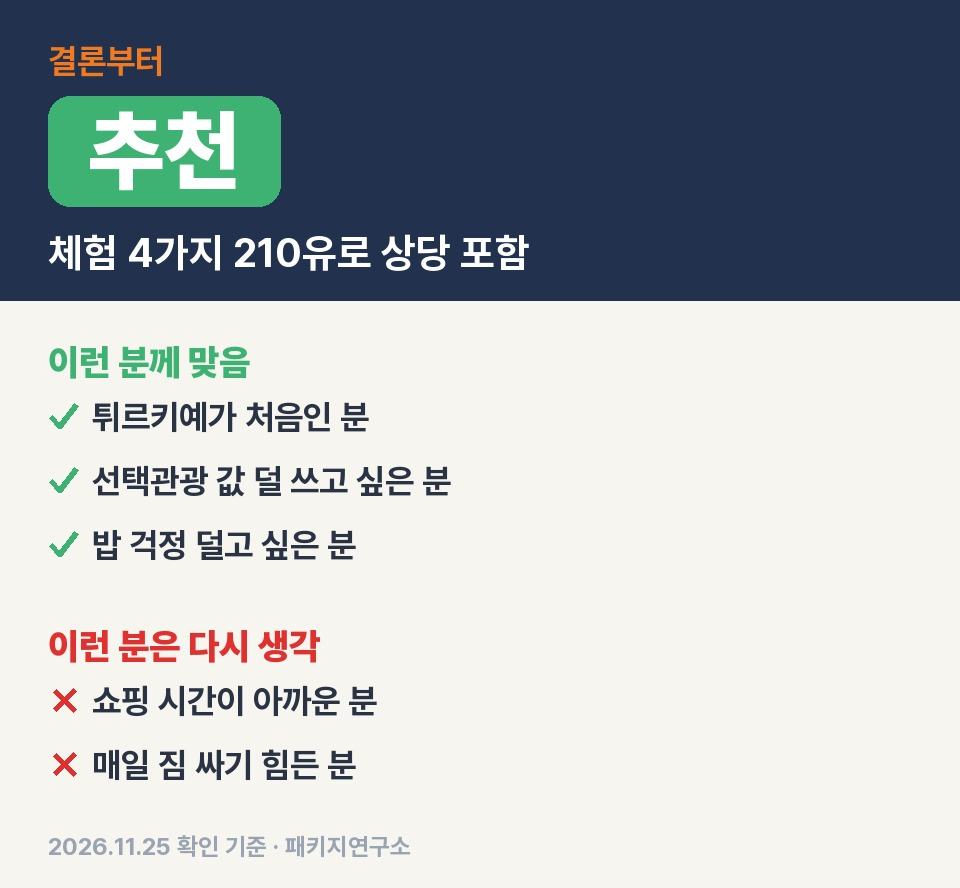 결론부터
추천
체험 4가지 210유로 상당 포함
이런 분께 맞음
튀르키예가 처음인 분
선택관광 값 덜 쓰고 싶은 분
밥 걱정 덜고 싶은 분
이런 분은 다시 생각
쇼핑 시간이 아까운 분
매일 짐 싸기 힘든 분
2026.11.25 확인 기준 · 패키지연구소